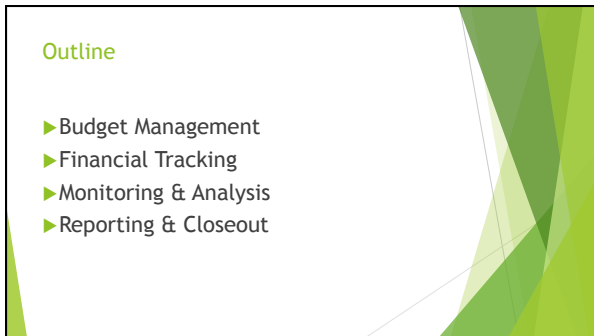 Outline
Budget Management
Financial Tracking
Monitoring & Analysis
Reporting & Closeout